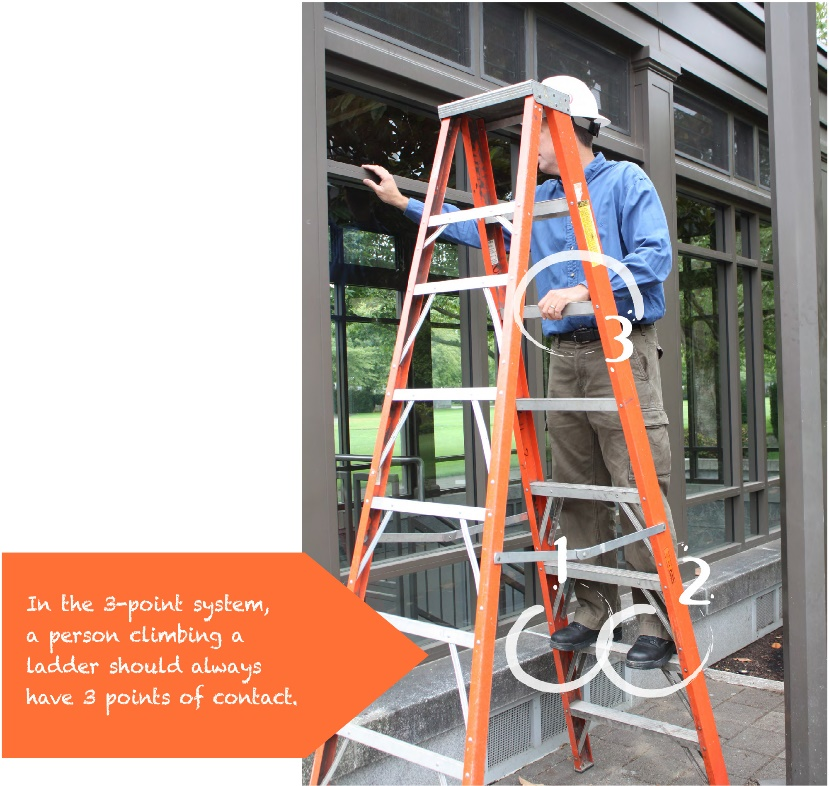 3
1
2
In the 3-point system,
a person climbing a
ladder should always
have 3 points of contact.